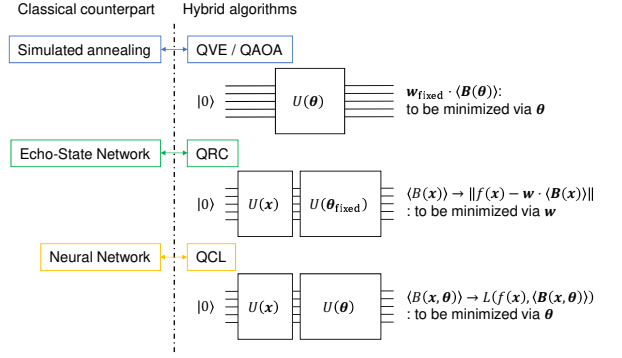 Classical counterpart Hybrid algorithms
Simulated annealing QVE / QAOA
|0⟩ U(θ) w_fixed · ⟨B(θ)⟩:
to be minimized via θ
Echo-State Network QRC
|0⟩ U(x) U(θ_fixed) ⟨B(x)⟩ → ‖f(x) − w · ⟨B(x)⟩‖
: to be minimized via w
Neural Network QCL
|0⟩ U(x) U(θ) ⟨B(x, θ)⟩ → L(f(x), ⟨B(x, θ)⟩)
: to be minimized via θ